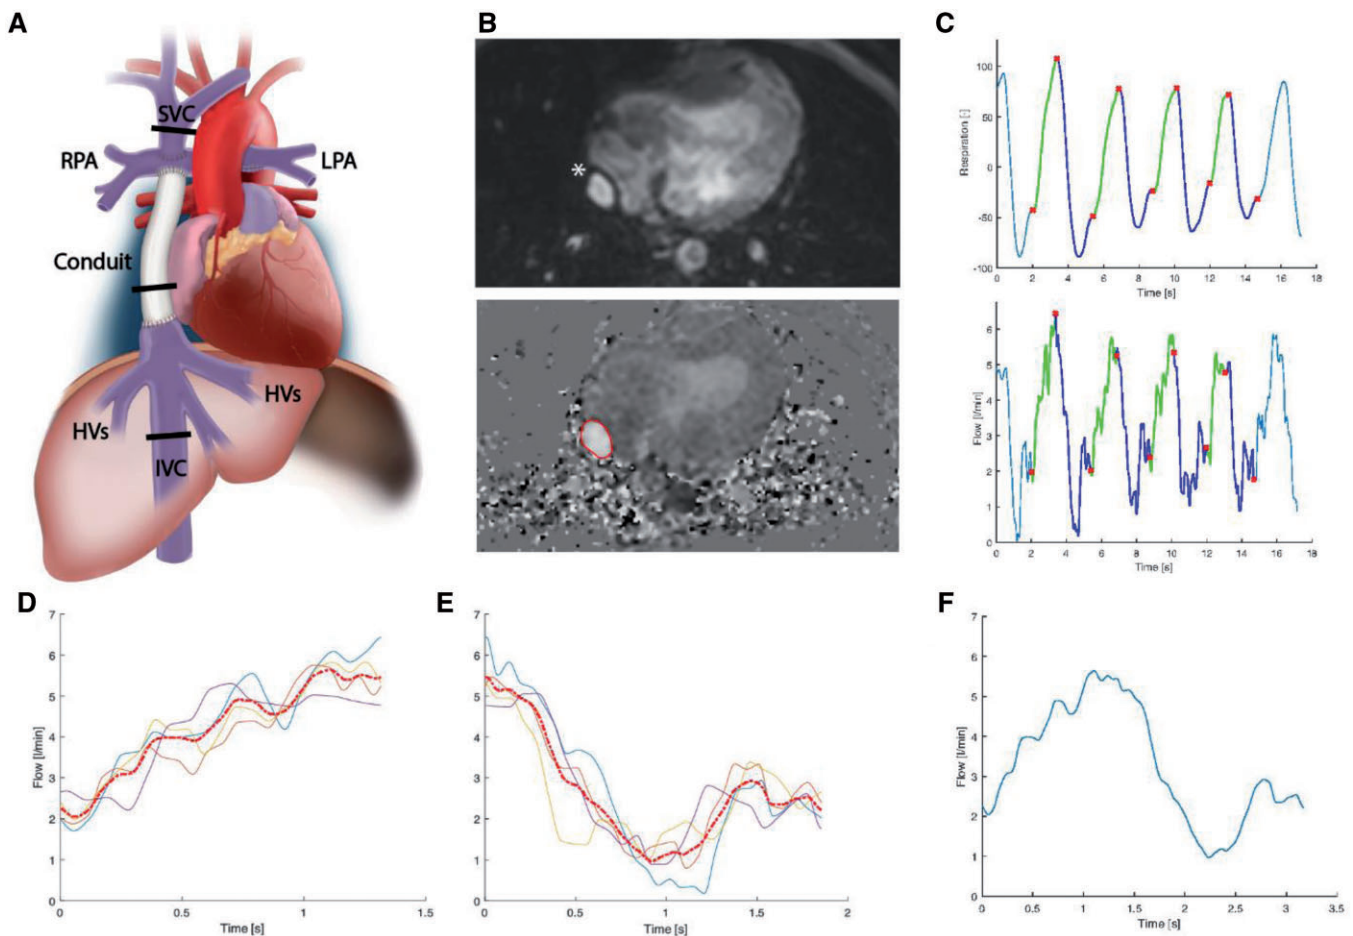 A
SVC
RPA
LPA
Conduit
HVs
HVs
IVC
B
*
C
Respiration [-]
100
50
0
-50
-100
0 2 4 6 8 10 12 14 16 18
Time [s]
Flow [l/min]
6
5
4
3
2
1
0
0 2 4 6 8 10 12 14 16 18
Time [s]
D
Flow [l/min]
7
6
5
4
3
2
1
0
0 0.5 1 1.5
Time [s]
E
7
6
5
4
3
2
1
0
0 0.5 1 1.5 2
Time [s]
F
Flow [l/min]
7
6
5
4
3
2
1
0
0 0.5 1 1.5 2 2.5 3 3.5
Time [s]